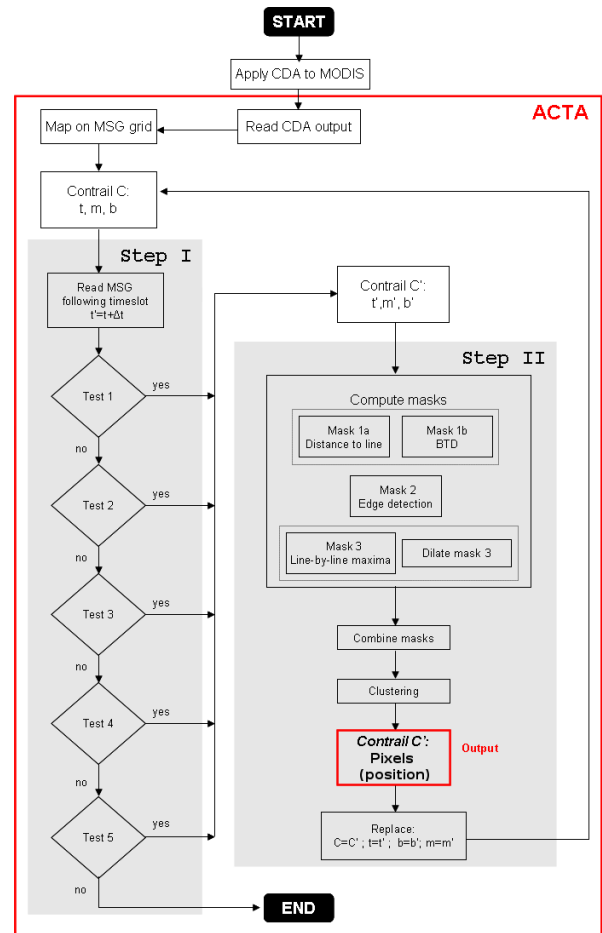 START
Apply CDA to MODIS
ACTA
Read CDA output
Map on MSG grid
Contrail C:
t, m, b
Step I
Read MSG
following timeslot
t'=t+Δt
Test 1
yes
no
Test 2
yes
no
Test 3
yes
no
Test 4
yes
no
Test 5
yes
no
END
Contrail C':
t',m', b'
Step II
Compute masks
Mask 1a
Distance to line
Mask 1b
BTD
Mask 2
Edge detection
Mask 3
Line-by-line maxima
Dilate mask 3
Combine masks
Clustering
Contrail C':
Pixels
(position)
Output
Replace:
C=C' ; t=t' ; b=b'; m=m'